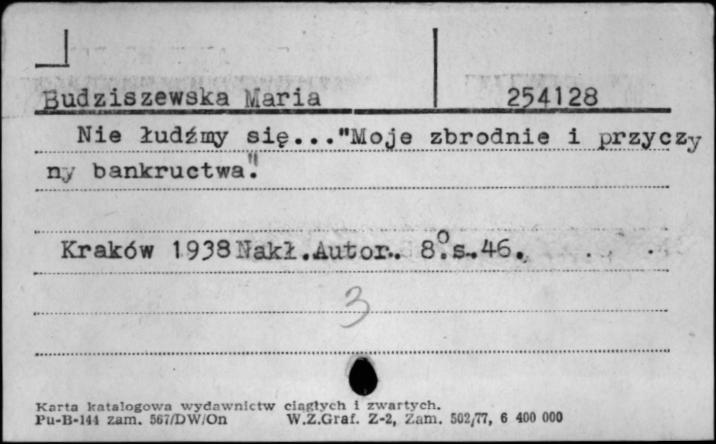 Budziszewska Maria 254128
Nie łudźmy się..."Moje zbrodnie i przyczy
ny bankructwa."
Kraków 1938 Nakł.Autor. 8°.s.46.
3
Karta katalogowa wydawnictw ciągłych i zwartych.
Pu-B-144 zam. 567/DW/On W.Z.Graf. Z-2, Zam. 502/77, 6 400 000